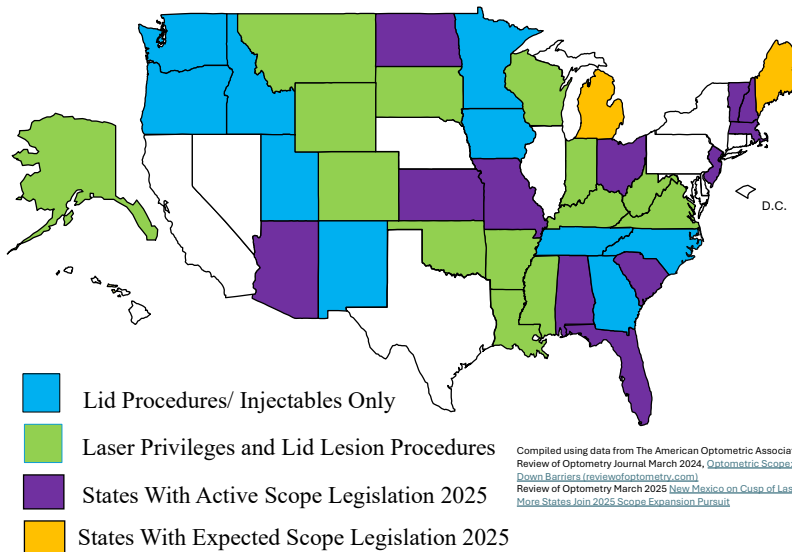 D.C.
Lid Procedures/ Injectables Only
Laser Privileges and Lid Lesion Procedures
States With Active Scope Legislation 2025
States With Expected Scope Legislation 2025
Compiled using data from The American Optometric Associat
Review of Optometry Journal March 2024, Optometric Scope:
Down Barriers (reviewofoptometry.com)
Review of Optometry March 2025 New Mexico on Cusp of Las
More States Join 2025 Scope Expansion Pursuit